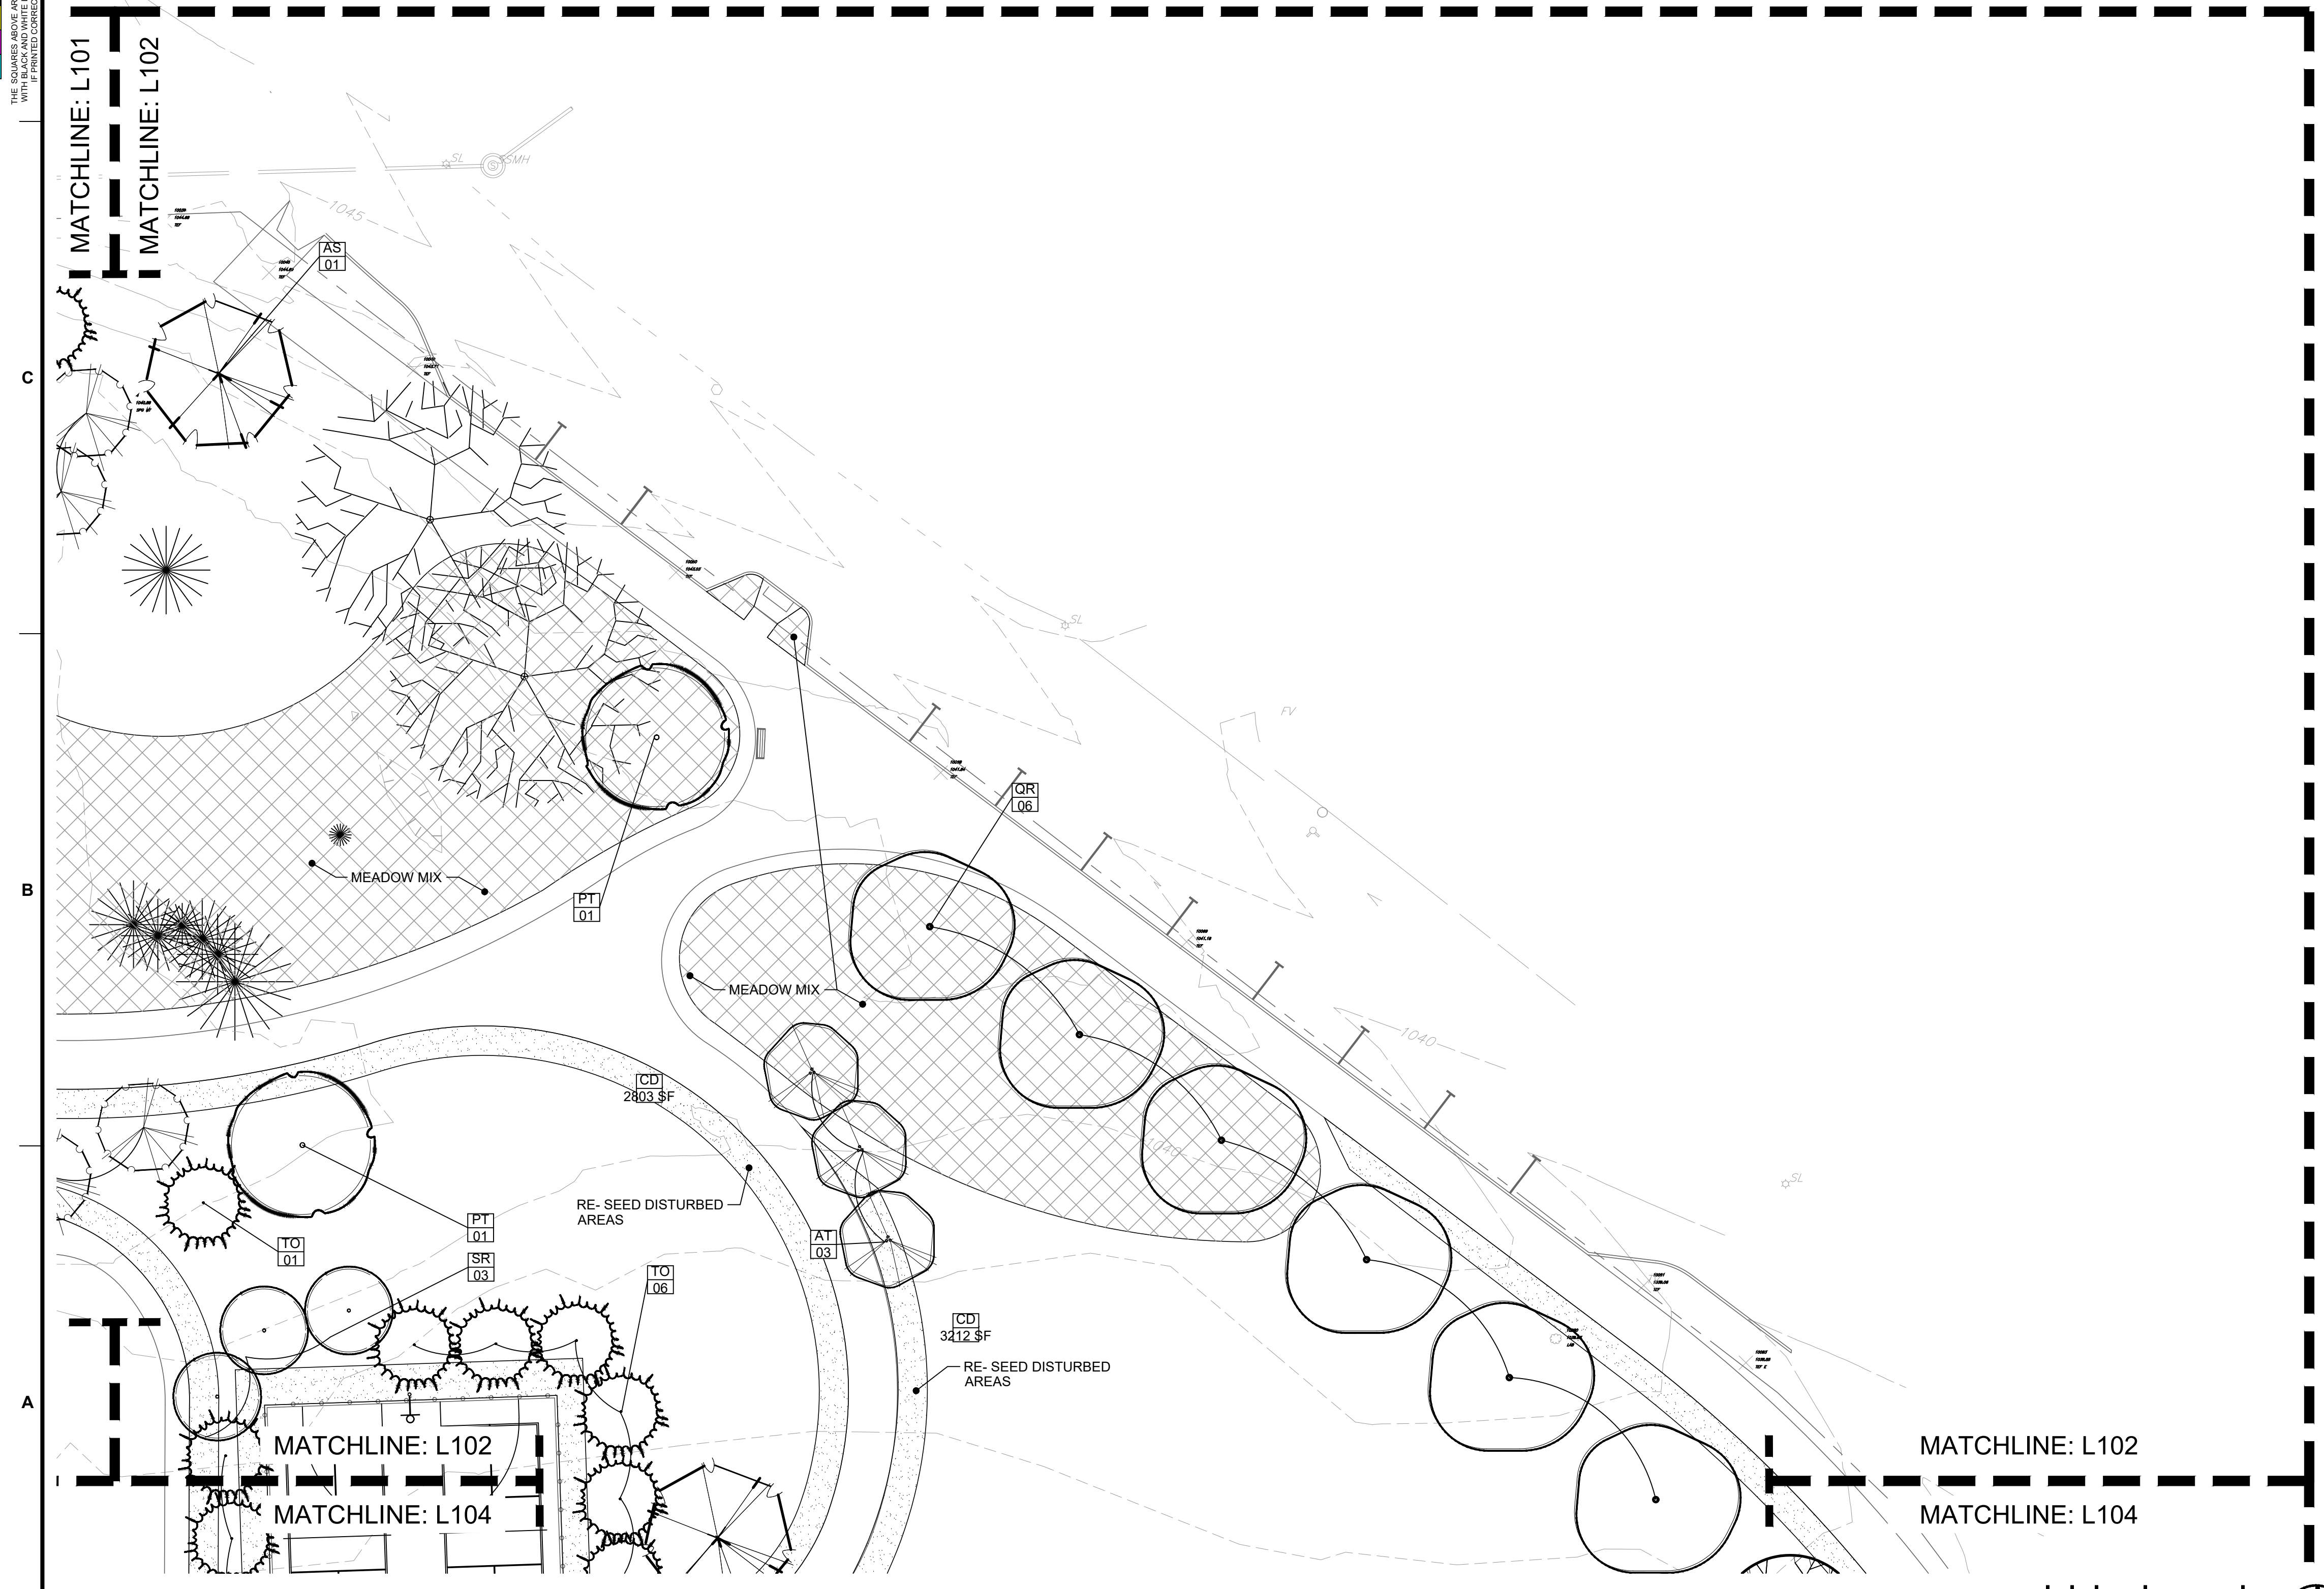 THE SQUARES ABOVE AR
WITH BLACK AND WHITE
IF PRINTED CORREC
MATCHLINE: L101
MATCHLINE: L102
SL
SSMH
1045
AS
01
C
SL
FV
QR
06
MEADOW MIX
B
PT
01
MEADOW MIX
1040
CD
2803 SF
1040
SL
RE- SEED DISTURBED
AREAS
PT
01
TO
01
AT
03
SR
03
TO
06
CD
3212 SF
RE- SEED DISTURBED
AREAS
A
MATCHLINE: L102
MATCHLINE: L104
MATCHLINE: L102
MATCHLINE: L104